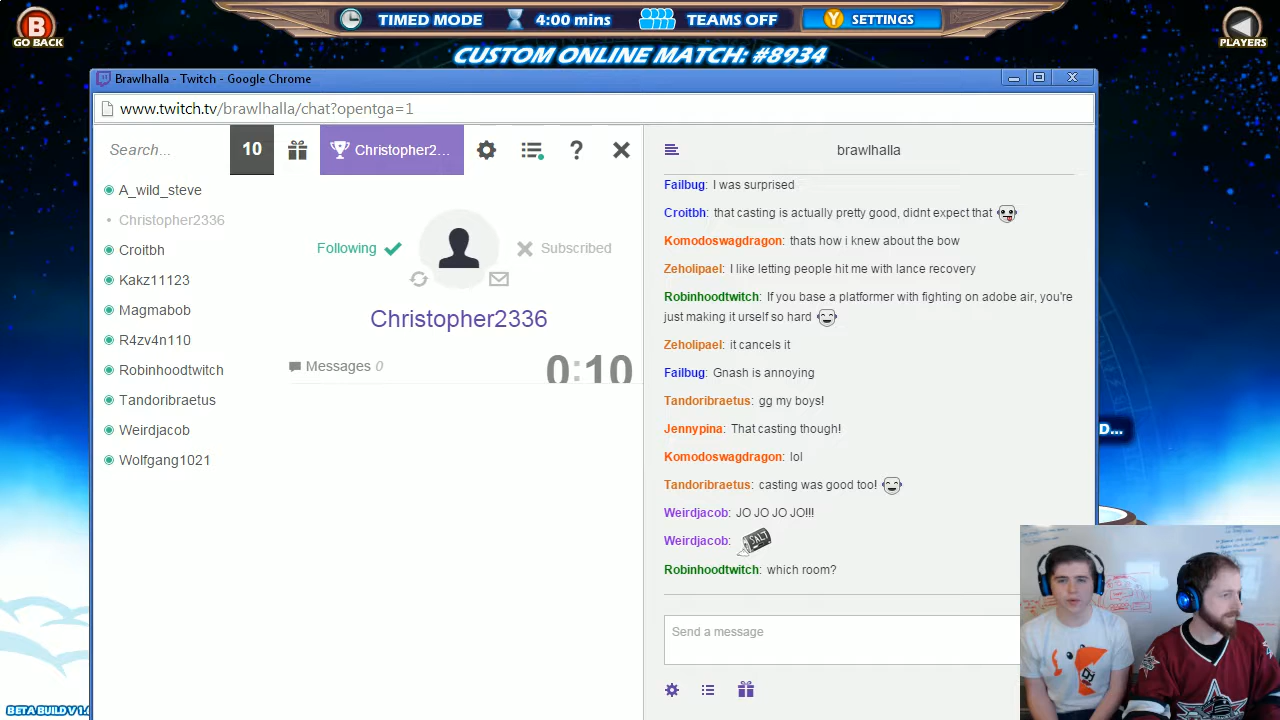 B
GO BACK
TIMED MODE
4:00 mins
TEAMS OFF
Y SETTINGS
PLAYERS
CUSTOM ONLINE MATCH: #8934
Brawlhalla - Twitch - Google Chrome
www.twitch.tv/brawlhalla/chat?opentga=1
Search...
10
Christopher2...
?
A_wild_steve
Christopher2336
Croitbh
Kakz11123
Magmabob
R4zv4n110
Robinhoodtwitch
Tandoribraetus
Weirdjacob
Wolfgang1021
Following
Subscribed
Christopher2336
Messages 0
0:10
brawlhalla
Failbug: I was surprised
Croitbh: that casting is actually pretty good, didnt expect that
Komodoswagdragon: thats how i knew about the bow
Zeholipael: I like letting people hit me with lance recovery
Robinhoodtwitch: If you base a platformer with fighting on adobe air, you're
just making it urself so hard
Zeholipael: it cancels it
Failbug: Gnash is annoying
Tandoribraetus: gg my boys!
Jennypina: That casting though!
Komodoswagdragon: lol
Tandoribraetus: casting was good too!
Weirdjacob: JO JO JO JO!!!
Weirdjacob: SALT
Robinhoodtwitch: which room?
Send a message
D...
BETA BUILD V 1.